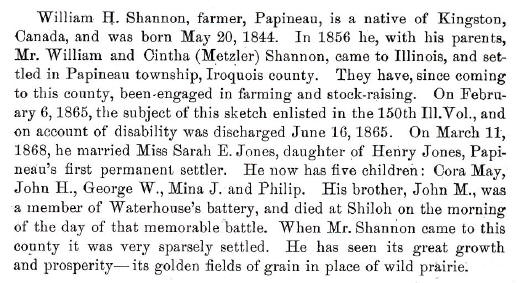 William H. Shannon, farmer, Papineau, is a native of Kingston,
Canada, and was born May 20, 1844. In 1856 he, with his parents,
Mr. William and Cintha (Metzler) Shannon, came to Illinois, and set-
tled in Papineau township, Iroquois county. They have, since coming
to this county, been engaged in farming and stock-raising. On Febru-
ary 6, 1865, the subject of this sketch enlisted in the 150th Ill. Vol., and
on account of disability was discharged June 16, 1865. On March 11,
1868, he married Miss Sarah E. Jones, daughter of Henry Jones, Papi-
neau's first permanent settler. He now has five children: Cora May,
John H., George W., Mina J. and Philip. His brother, John M., was
a member of Waterhouse's battery, and died at Shiloh on the morning
of the day of that memorable battle. When Mr. Shannon came to this
county it was very sparsely settled. He has seen its great growth
and prosperity—its golden fields of grain in place of wild prairie.